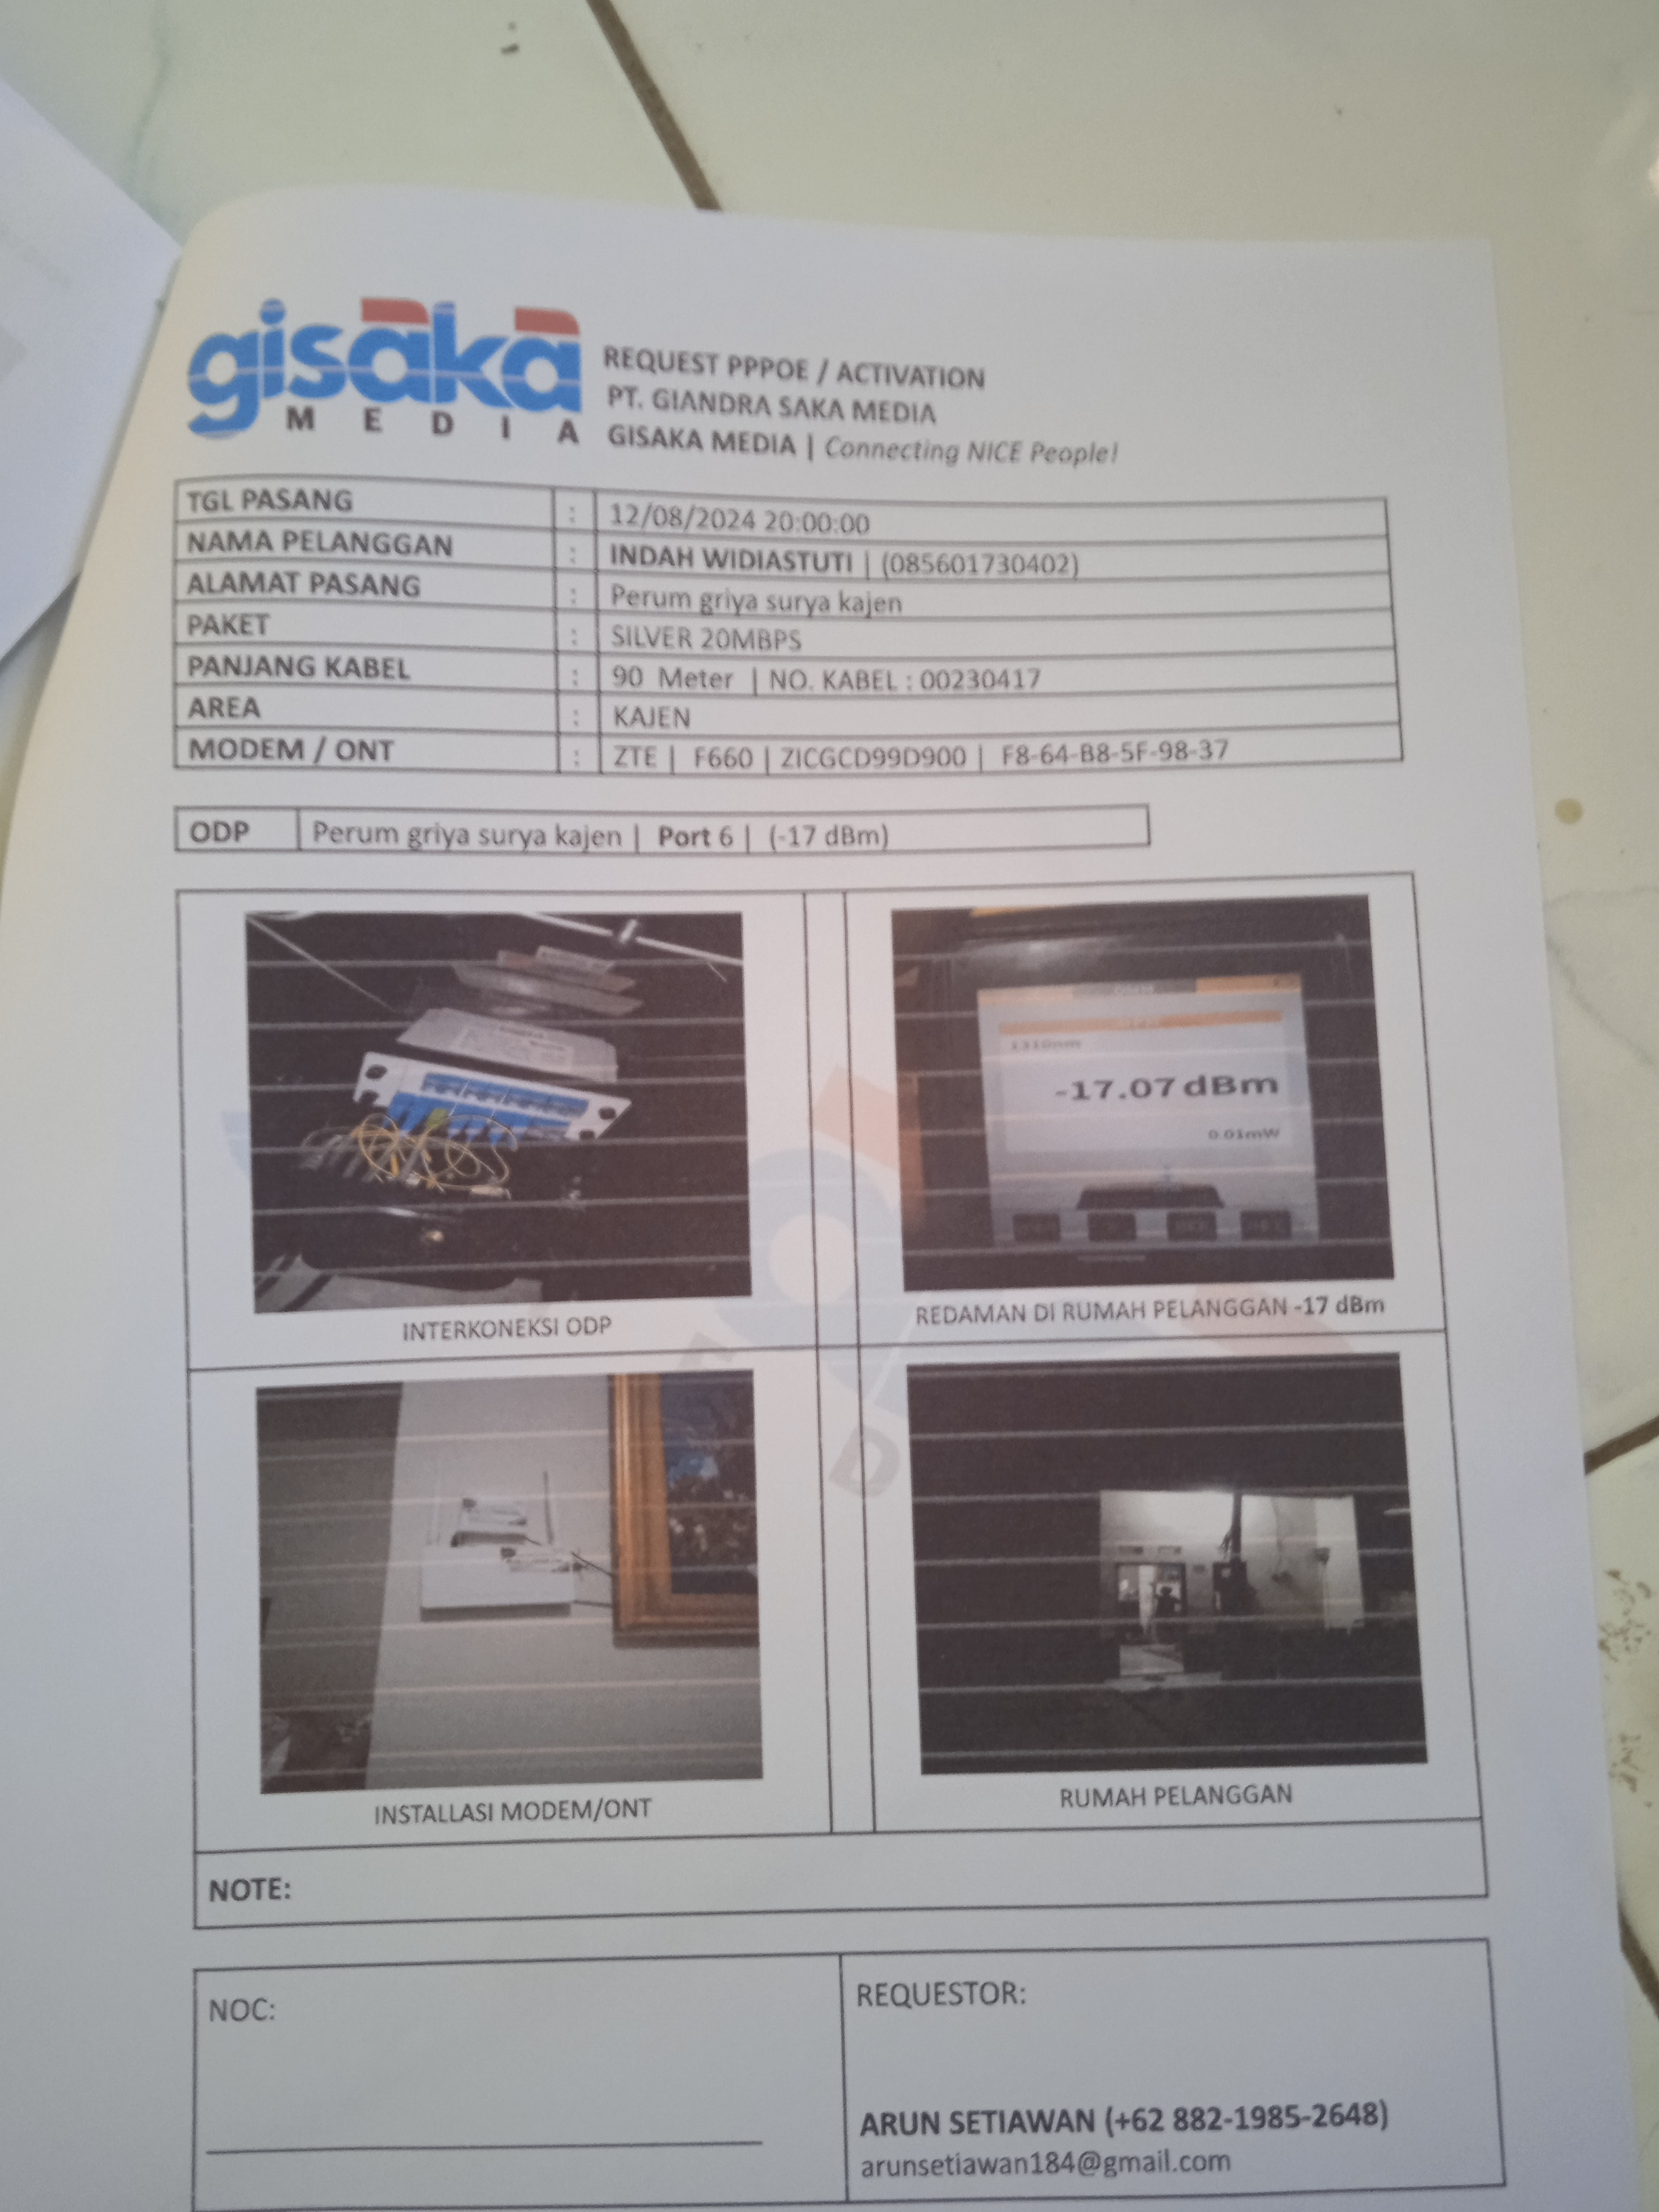 gisaka
MEDIA
REQUEST PPPOE / ACTIVATION
PT. GIANDRA SAKA MEDIA
GISAKA MEDIA | Connecting NICE People!
TGL PASANG : 12/08/2024 20:00:00
NAMA PELANGGAN : INDAH WIDIASTUTI | (085601730402)
ALAMAT PASANG : Perum griya surya kajen
PAKET : SILVER 20MBPS
PANJANG KABEL : 90 Meter | NO. KABEL : 00230417
AREA : KAJEN
MODEM / ONT : ZTE | F660 | ZICGCD99D900 | F8-64-B8-5F-98-37
ODP Perum griya surya kajen | Port 6 | (-17 dBm)
1310nm
-17.07dBm
0.01mW
INTERKONEKSI ODP
REDAMAN DI RUMAH PELANGGAN -17 dBm
INSTALLASI MODEM/ONT
RUMAH PELANGGAN
NOTE:
NOC:
REQUESTOR:
ARUN SETIAWAN (+62 882-1985-2648)
arunsetiawan184@gmail.com